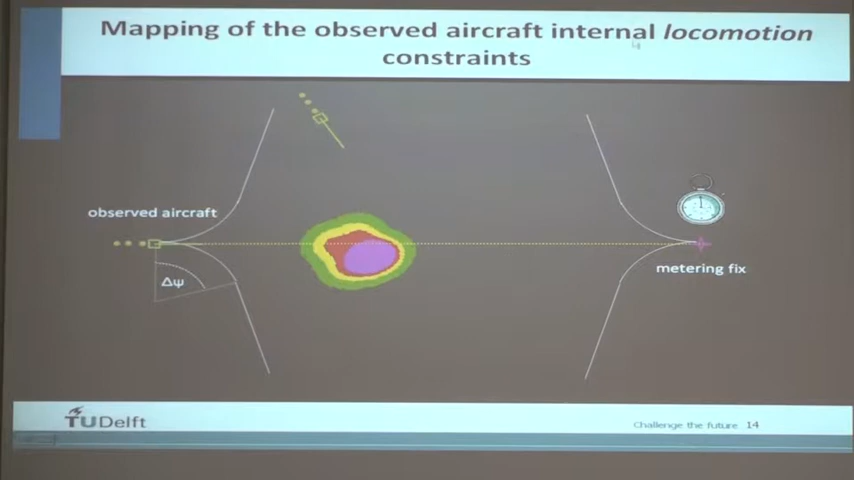 Mapping of the observed aircraft internal locomotion
constraints
observed aircraft
Δψ
metering fix
TUDelft
Challenge the future 14